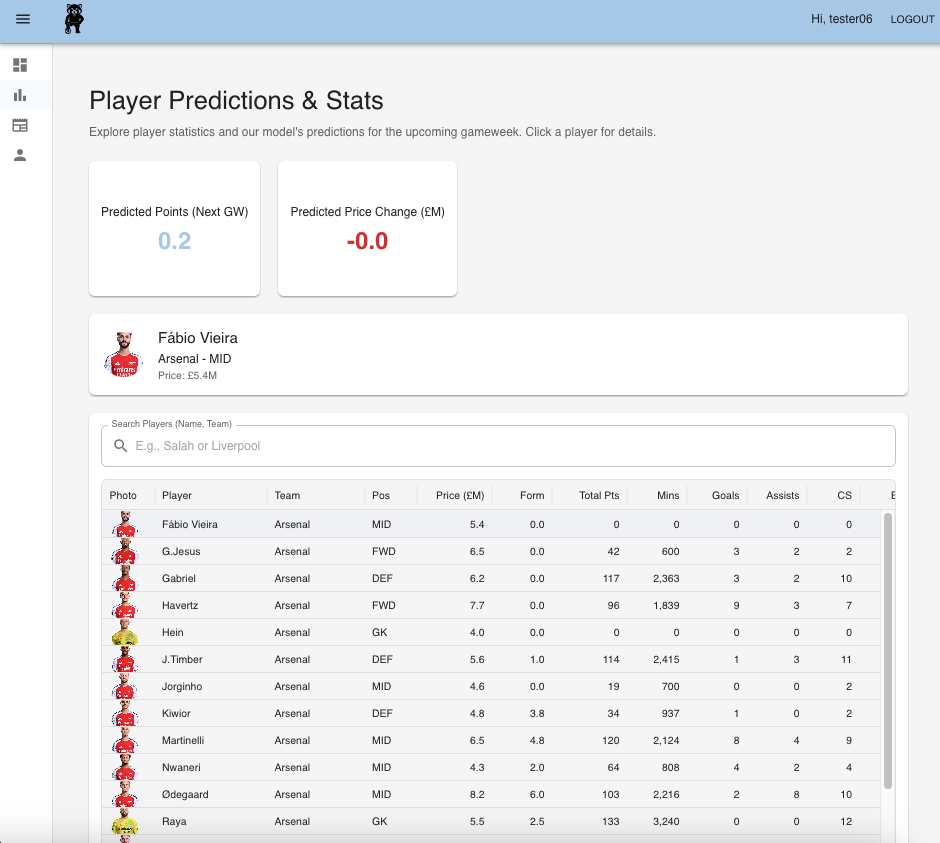 Hi, tester06 LOGOUT
Player Predictions & Stats
Explore player statistics and our model's predictions for the upcoming gameweek. Click a player for details.
Predicted Points (Next GW) Predicted Price Change (£M)
0.2 -0.0
Fábio Vieira
Arsenal - MID
Price: £5.4M
Search Players (Name, Team)
E.g., Salah or Liverpool
Photo Player Team Pos Price (£M) Form Total Pts Mins Goals Assists CS
Fábio Vieira Arsenal MID 5.4 0.0 0 0 0 0 0
G.Jesus Arsenal FWD 6.5 0.0 42 600 3 2 2
Gabriel Arsenal DEF 6.2 0.0 117 2,363 3 2 10
Havertz Arsenal FWD 7.7 0.0 96 1,839 9 3 7
Hein Arsenal GK 4.0 0.0 0 0 0 0 0
J.Timber Arsenal DEF 5.6 1.0 114 2,415 1 3 11
Jorginho Arsenal MID 4.6 0.0 19 700 0 0 2
Kiwior Arsenal DEF 4.8 3.8 34 937 1 0 2
Martinelli Arsenal MID 6.5 4.8 120 2,124 8 4 9
Nwaneri Arsenal MID 4.3 2.0 64 808 4 2 4
Ødegaard Arsenal MID 8.2 6.0 103 2,216 2 8 10
Raya Arsenal GK 5.5 2.5 133 3,240 0 0 12